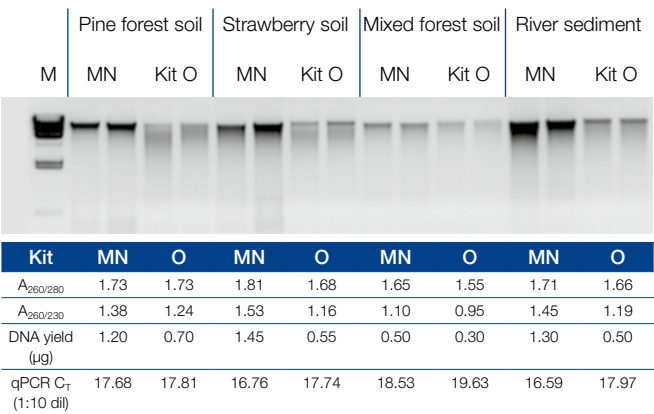 Pine forest soil Strawberry soil Mixed forest soil River sediment
M MN Kit O MN Kit O MN Kit O MN Kit O
Kit MN O MN O MN O MN O
A260/280 1.73 1.73 1.81 1.68 1.65 1.55 1.71 1.66
A260/230 1.38 1.24 1.53 1.16 1.10 0.95 1.45 1.19
DNA yield (µg) 1.20 0.70 1.45 0.55 0.50 0.30 1.30 0.50
qPCR CT (1:10 dil) 17.68 17.81 16.76 17.74 18.53 19.63 16.59 17.97